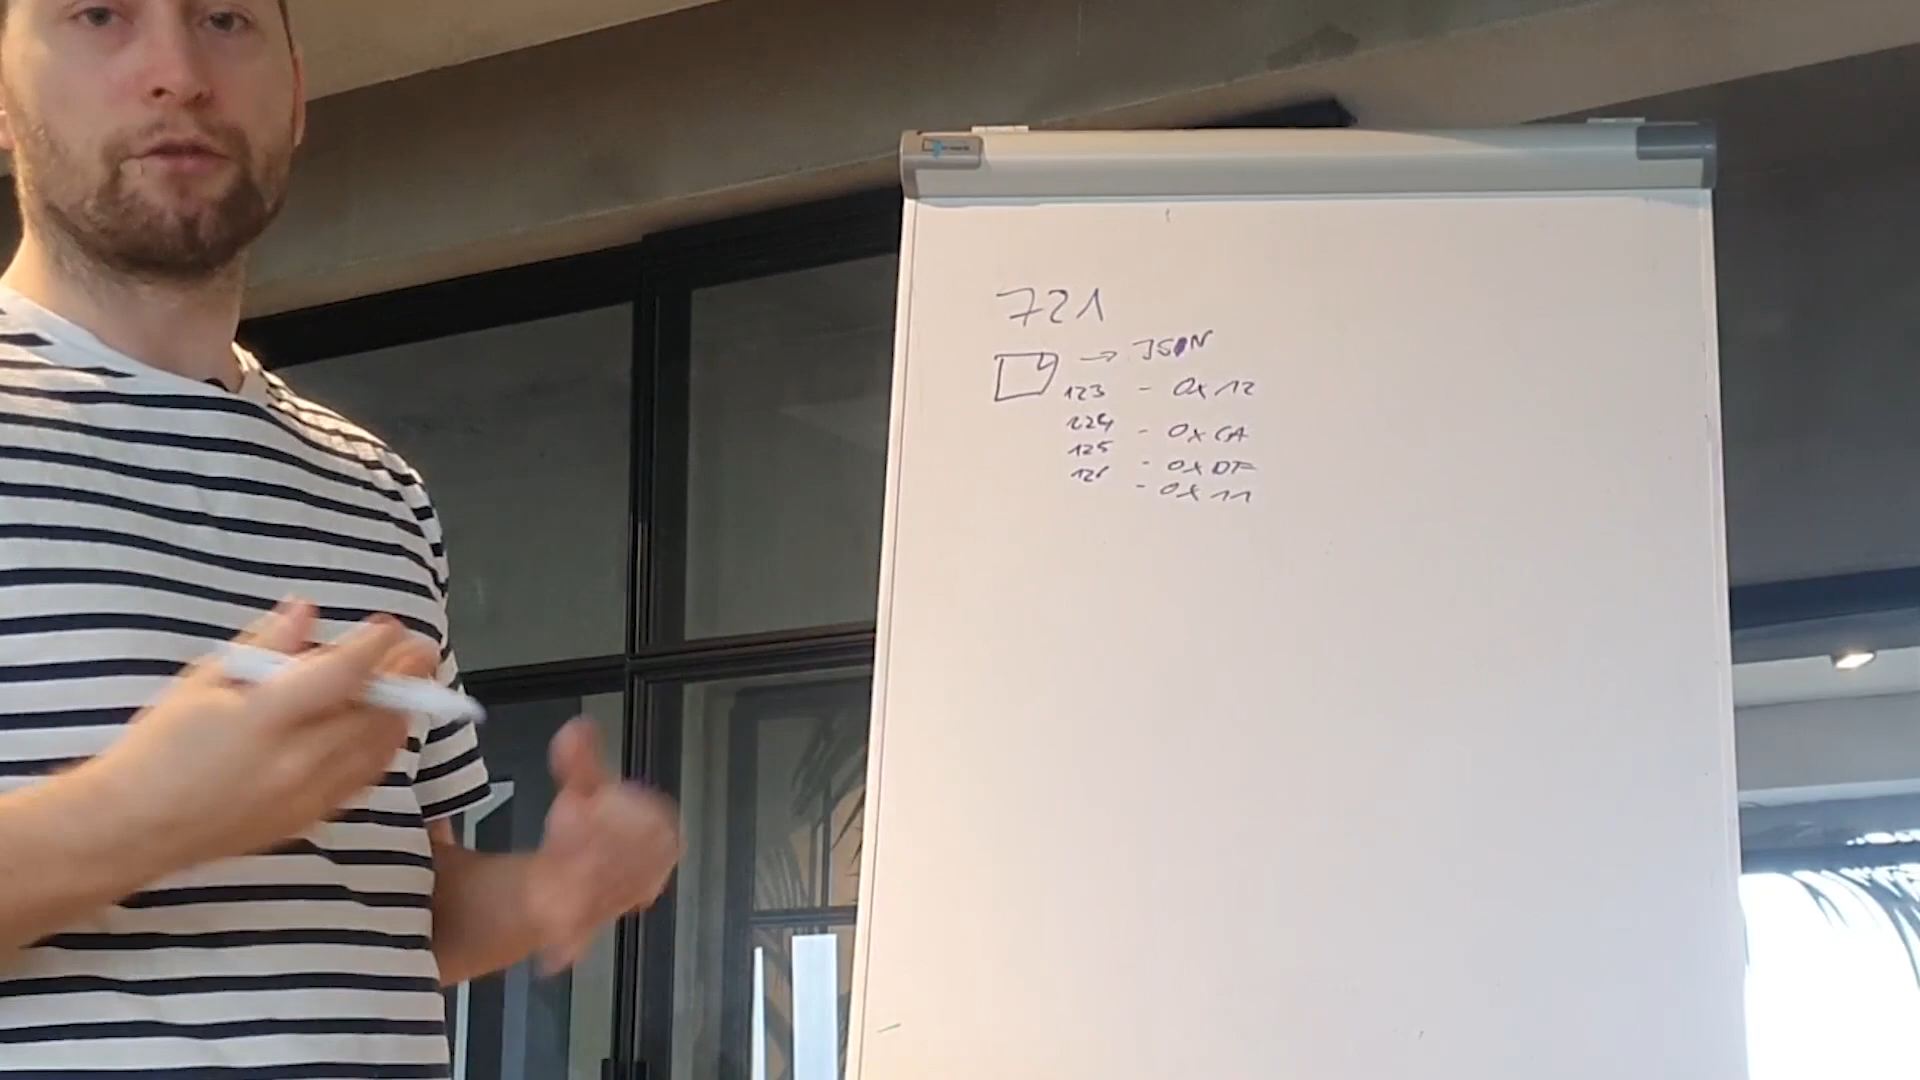 721
→ JSON
123 - 0x12
124 - 0xCA
125 - 0xDF
126 - 0x11